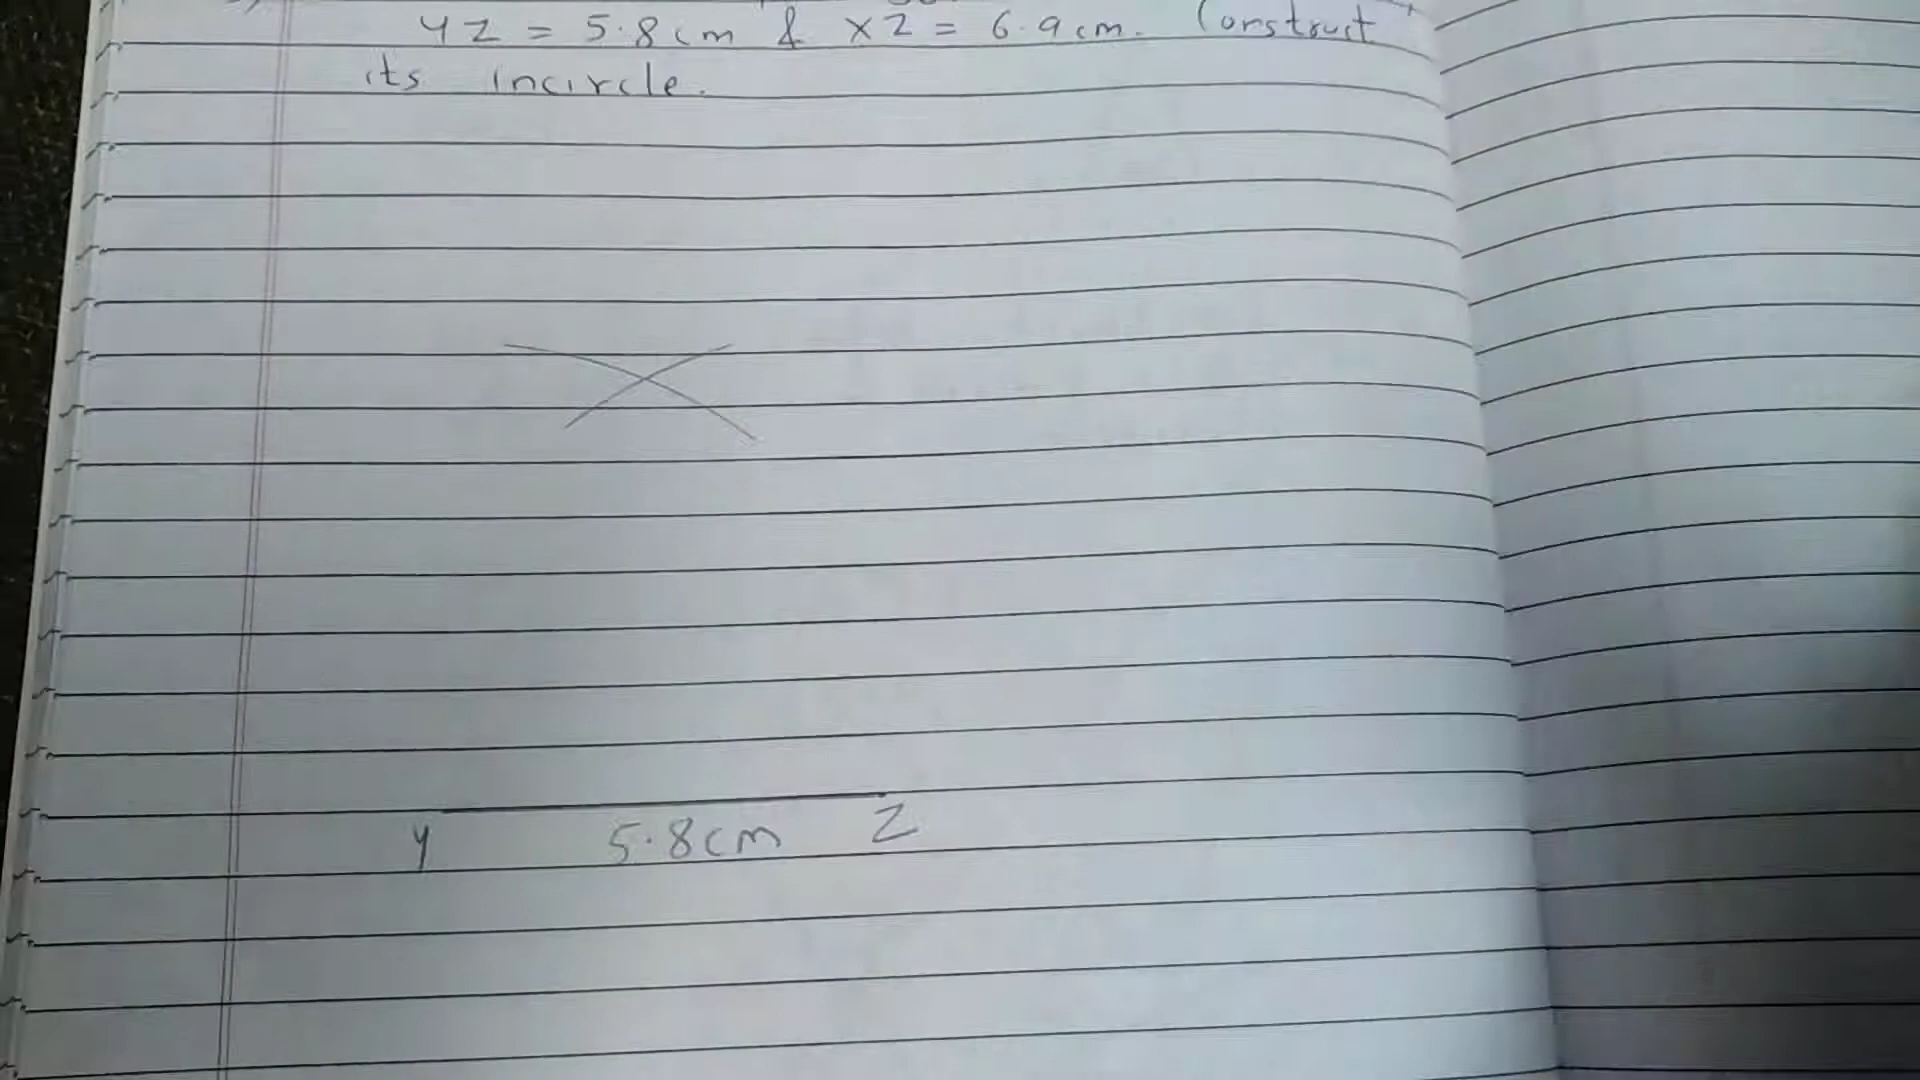 YZ = 5.8cm & XZ = 6.9cm. Construct
its incircle.
Y 5.8cm Z